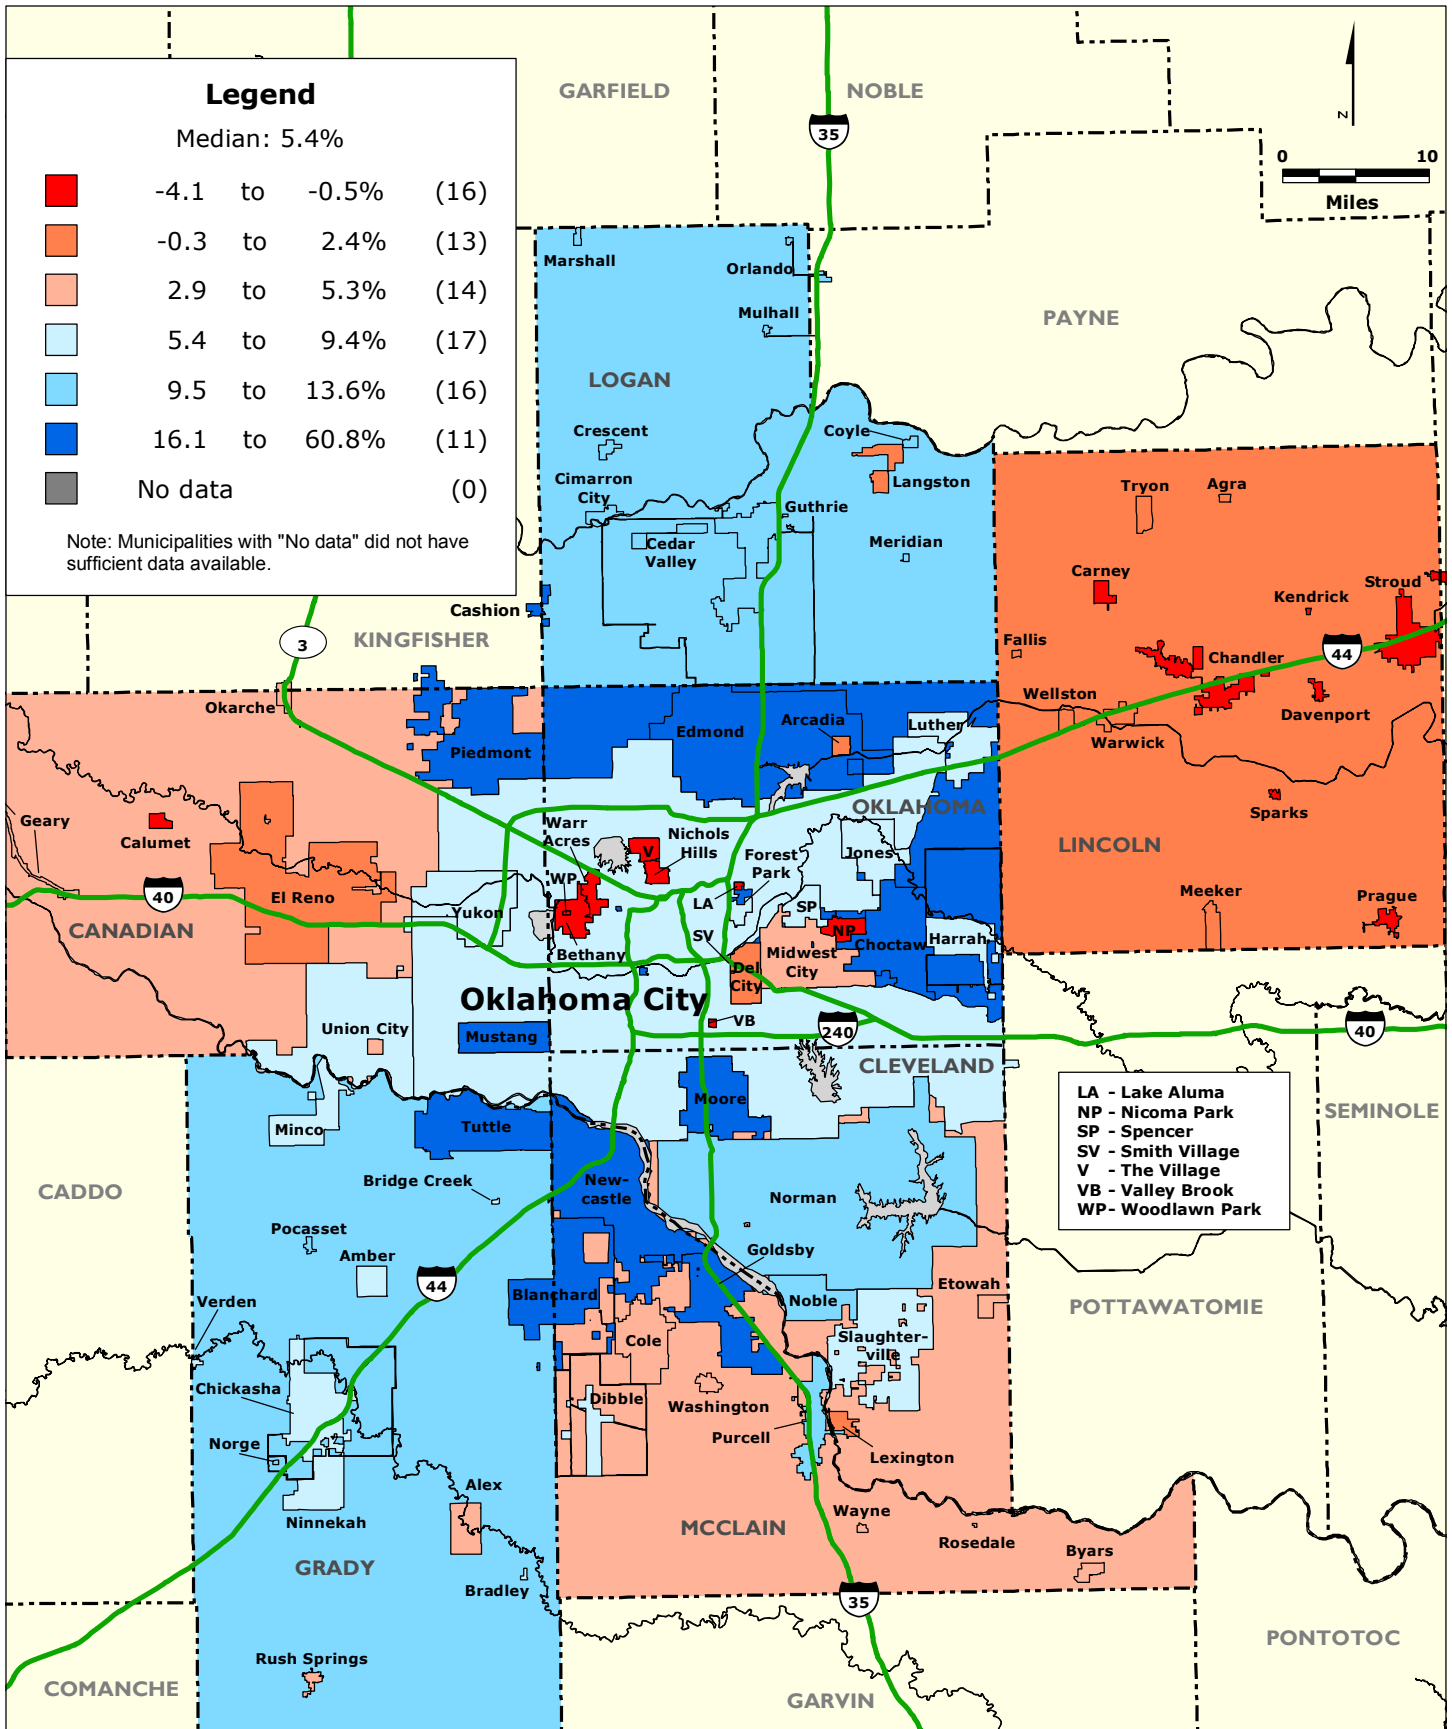 Legend
Median: 5.4%
-4.1 to -0.5% (16)
-0.3 to 2.4% (13)
2.9 to 5.3% (14)
5.4 to 9.4% (17)
9.5 to 13.6% (16)
16.1 to 60.8% (11)
No data (0)
Note: Municipalities with "No data" did not have
sufficient data available.
GARFIELD
NOBLE
35
N
0 10
Miles
Marshall
Orlando
Mulhall
PAYNE
LOGAN
Crescent
Coyle
Cimarron
City
Langston
Guthrie
Tryon
Agra
Cedar
Valley
Meridian
Carney
Stroud
Kendrick
Cashion
3
KINGFISHER
Fallis
44
Chandler
Okarche
Wellston
Davenport
Warwick
Piedmont
Edmond
Arcadia
Luther
OKLAHOMA
Sparks
Geary
Calumet
Warr
Acres
Nichols
Hills
V
Forest
Park
Jones
LINCOLN
40
El Reno
WP
LA
SP
Meeker
Prague
CANADIAN
Yukon
SV
NP
Choctaw
Harrah
Bethany
Midwest
City
Del
City
Oklahoma City
Union City
Mustang
VB
240
40
CLEVELAND
Minco
Tuttle
Moore
LA - Lake Aluma
NP - Nicoma Park
SP - Spencer
SV - Smith Village
V - The Village
VB - Valley Brook
WP- Woodlawn Park
SEMINOLE
CADDO
Bridge Creek
New-
castle
Norman
Pocasset
Amber
Goldsby
44
Etowah
Verden
Blanchard
Noble
POTTAWATOMIE
Cole
Slaughter-
ville
Chickasha
Dibble
Washington
Norge
Purcell
Lexington
Alex
Ninnekah
MCCLAIN
Wayne
Rosedale
Byars
GRADY
Bradley
35
Rush Springs
COMANCHE
GARVIN
PONTOTOC